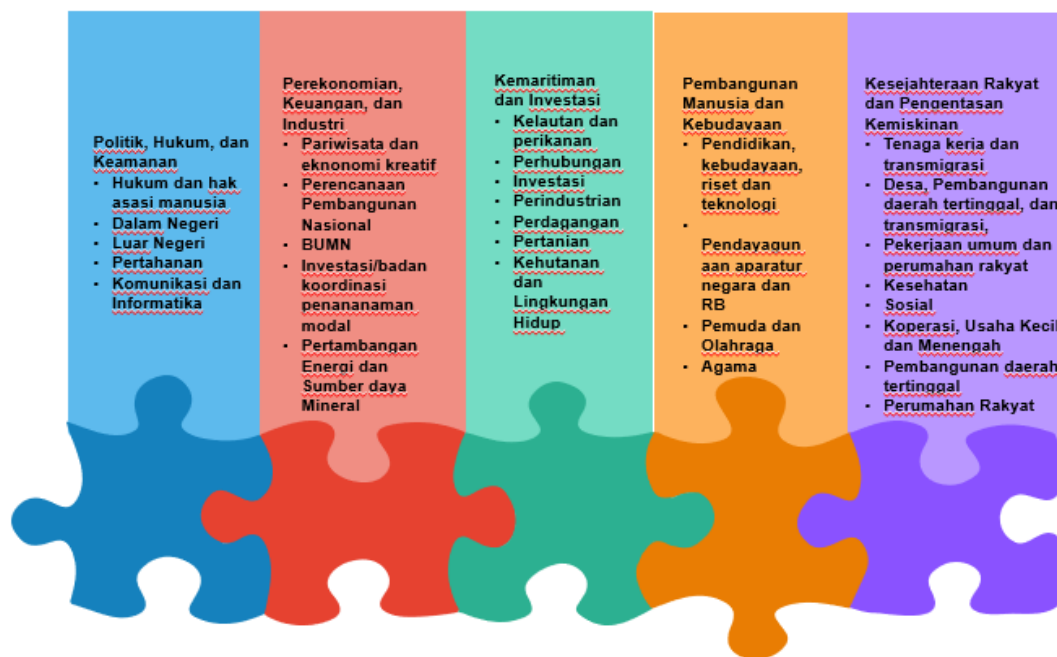 Politik, Hukum, dan
Keamanan
▪ Hukum dan hak
asasi manusia
▪ Dalam Negeri
▪ Luar Negeri
▪ Pertahanan
▪ Komunikasi dan
Informatika
Perekonomian,
Keuangan, dan
Industri
▪ Pariwisata dan
eknonomi kreatif
▪ Perencanaan
Pembangunan
Nasional
▪ BUMN
▪ Investasi/badan
koordinasi
penananaman
modal
▪ Pertambangan
Energi dan
Sumber daya
Mineral
Kemaritiman
dan Investasi
▪ Kelautan dan
perikanan
▪ Perhubungan
▪ Investasi
▪ Perindustrian
▪ Perdagangan
▪ Pertanian
▪ Kehutanan
dan
Lingkungan
Hidup
Pembangunan
Manusia dan
Kebudayaan
▪ Pendidikan,
kebudayaan,
riset dan
teknologi
▪
Pendayagun
aan aparatur
negara dan
RB
▪ Pemuda dan
Olahraga
▪ Agama
Kesejahteraan Rakyat
dan Pengentasan
Kemiskinan
▪ Tenaga kerja dan
transmigrasi
▪ Desa, Pembangunan
daerah tertinggal, dan
transmigrasi,
▪ Pekerjaan umum dan
perumahan rakyat
▪ Kesehatan
▪ Sosial
▪ Koperasi, Usaha Kecil
dan Menengah
▪ Pembangunan daerah
tertinggal
▪ Perumahan Rakyat